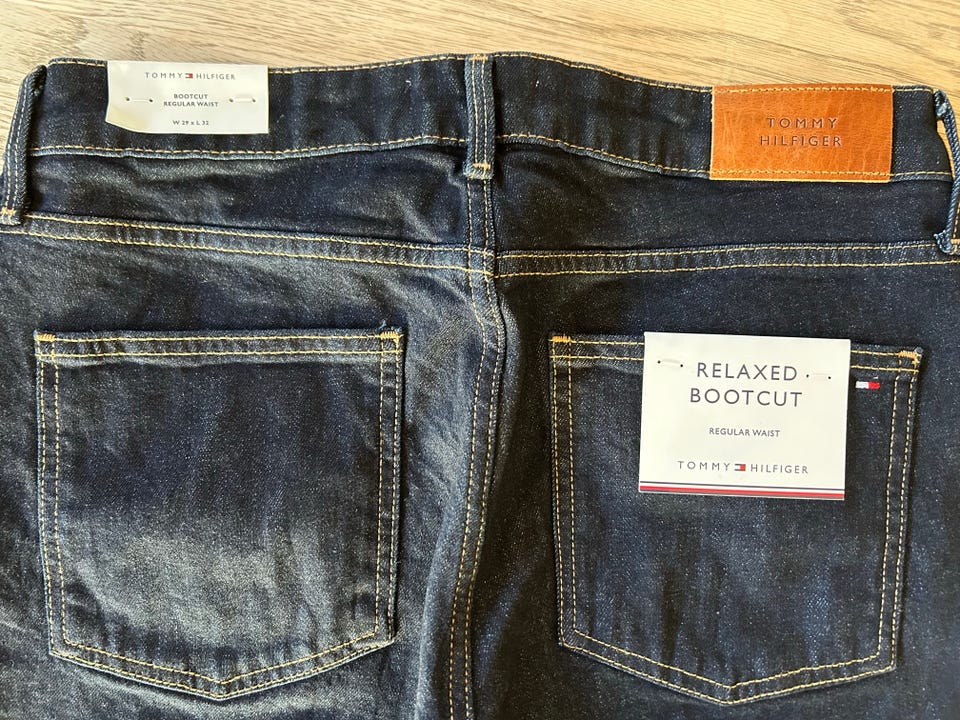 TOMMY HILFIGER
BOOTCUT
REGULAR WAIST
W 29 x L 32
TOMMY
HILFIGER
RELAXED
BOOTCUT
REGULAR WAIST
TOMMY HILFIGER